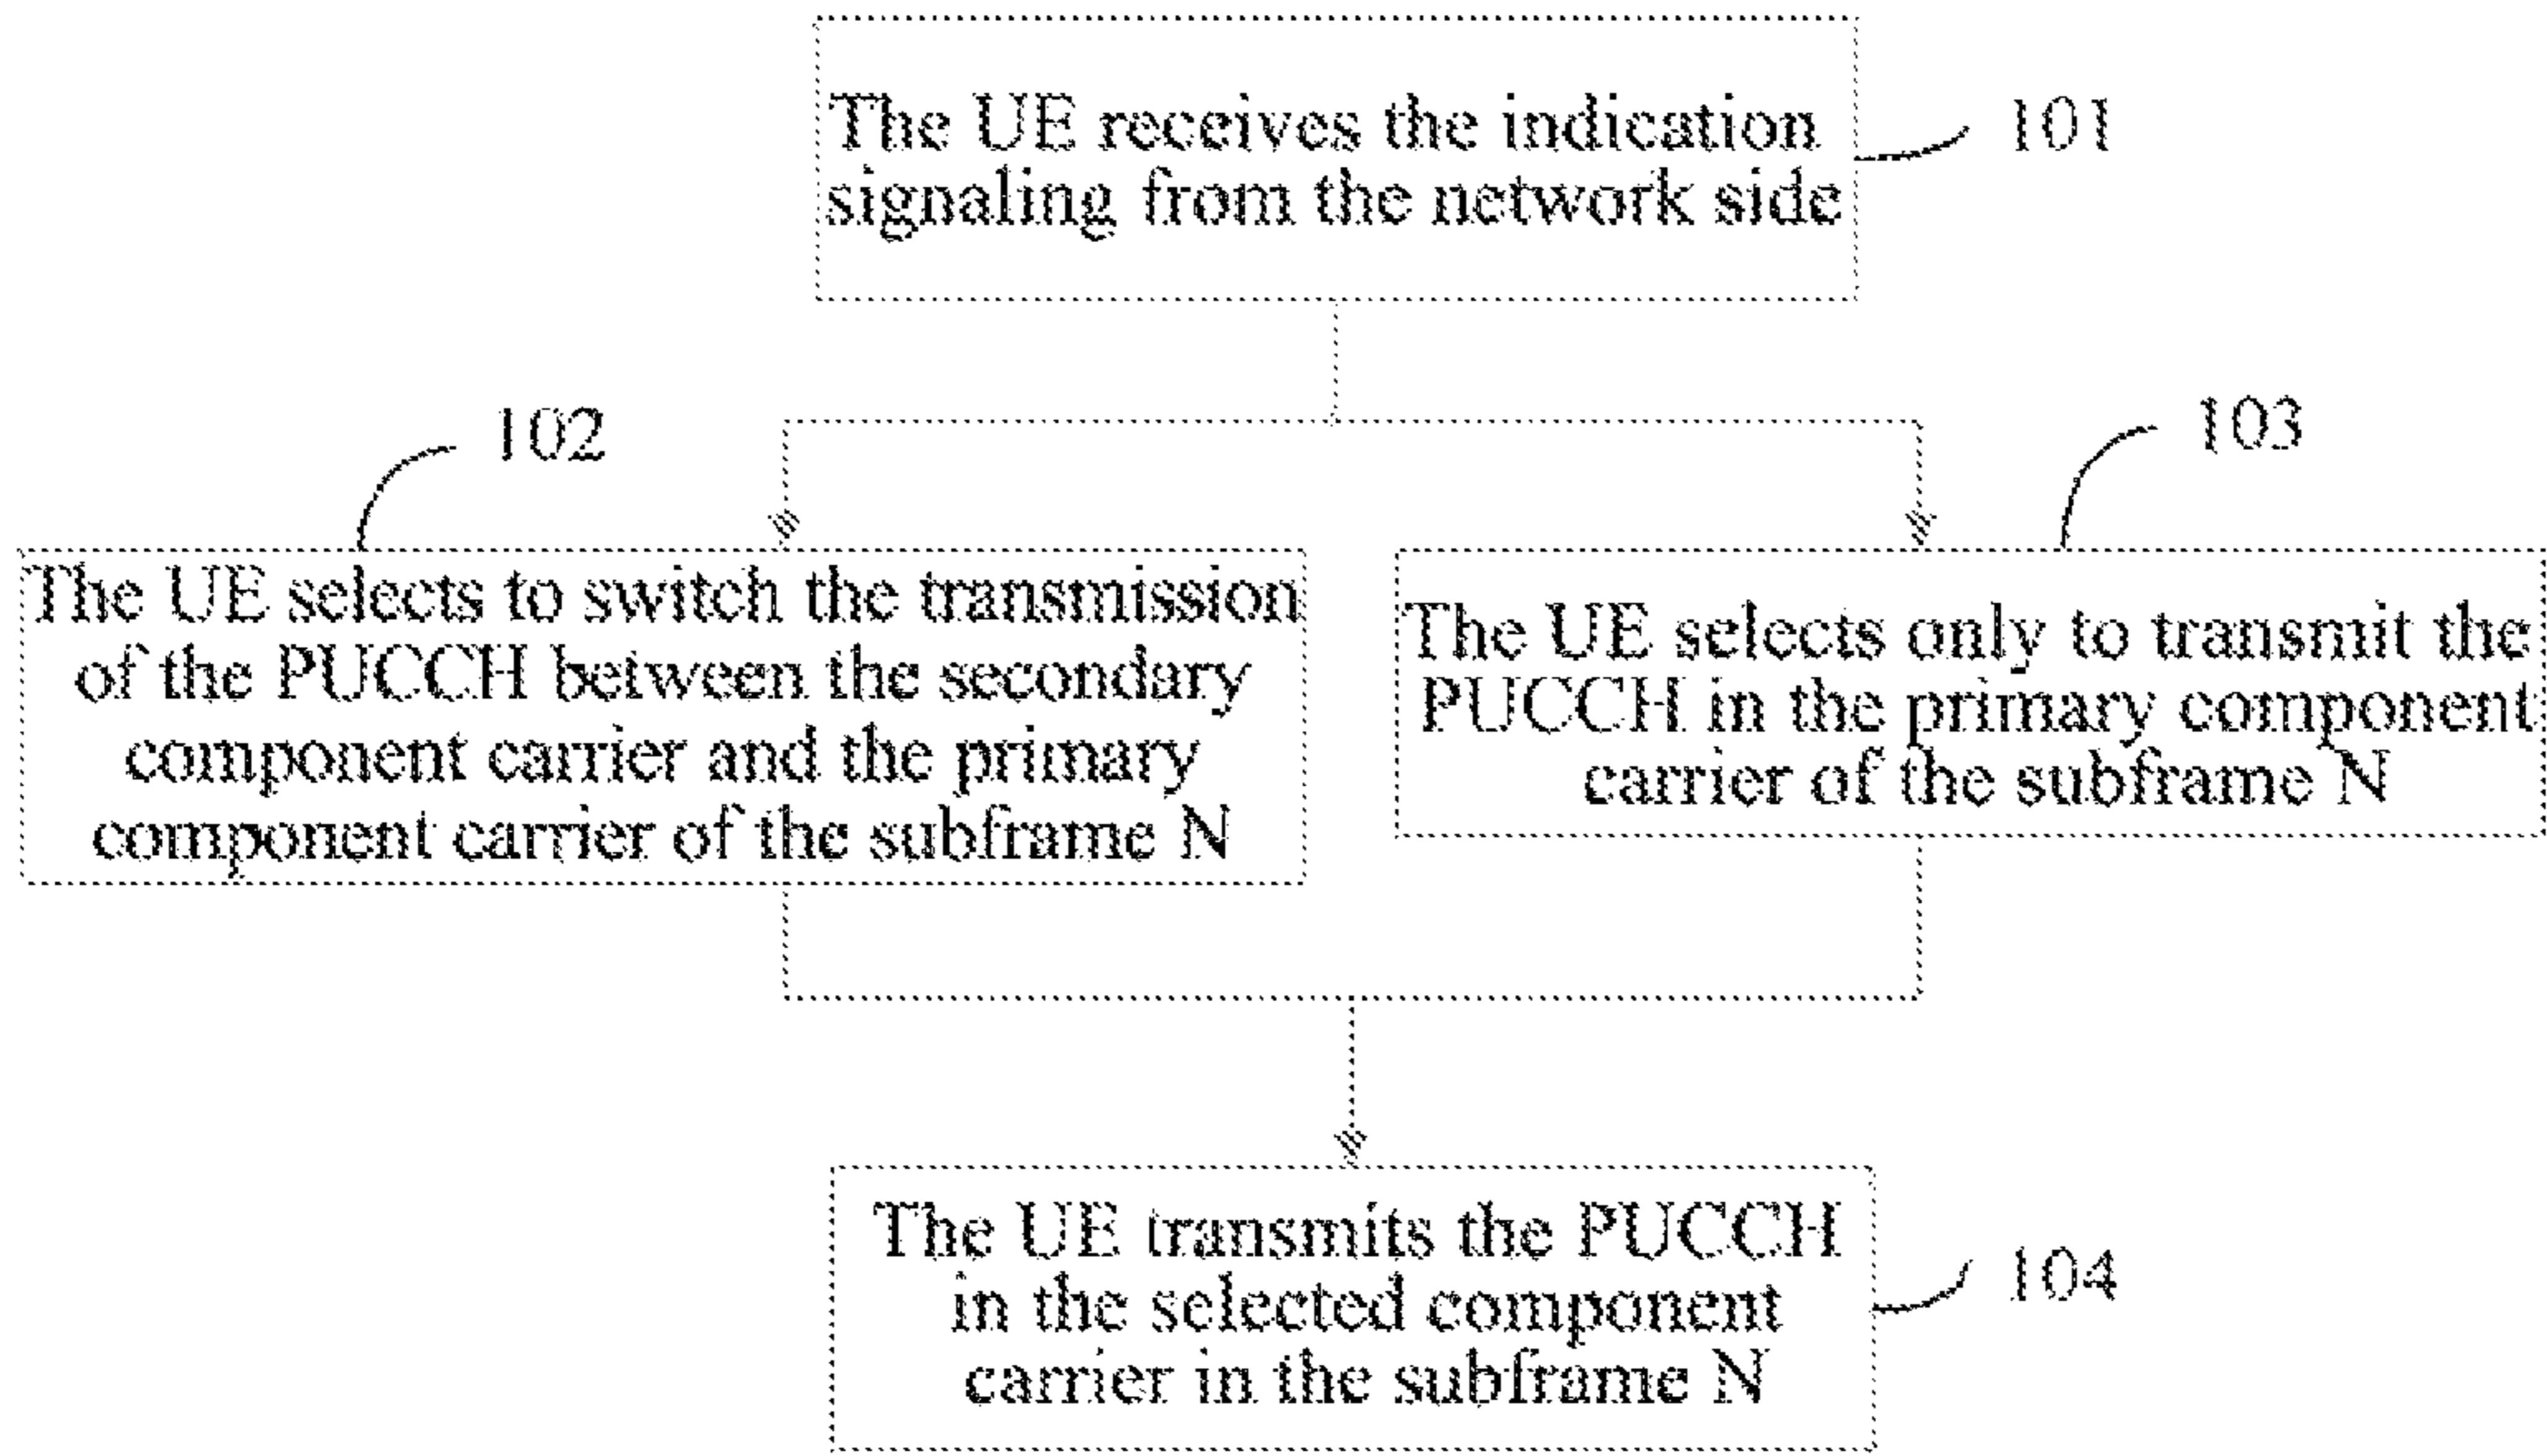 The UE receives the indication
signaling from the network side
101
102
103
The UE selects to switch the transmission
of the PUCCH between the secondary
component carrier and the primary
component carrier of the subframe N
The UE selects only to transmit the
PUCCH in the primary component
carrier of the subframe N
The UE transmits the PUCCH
in the selected component
carrier in the subframe N
104